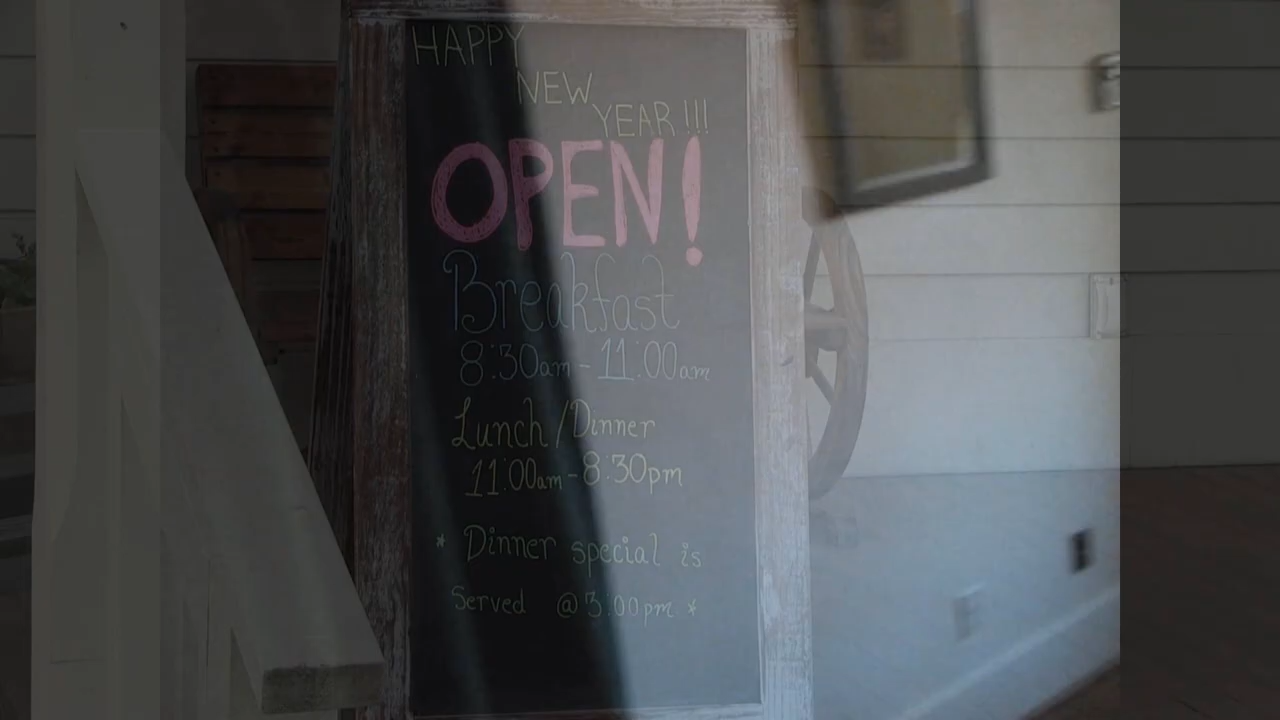 HAPPY
NEW
YEAR!!!
OPEN!
Breakfast
8:30am - 11:00am
Lunch/Dinner
11:00am - 8:30pm
* Dinner special is
Served @ 3:00pm *